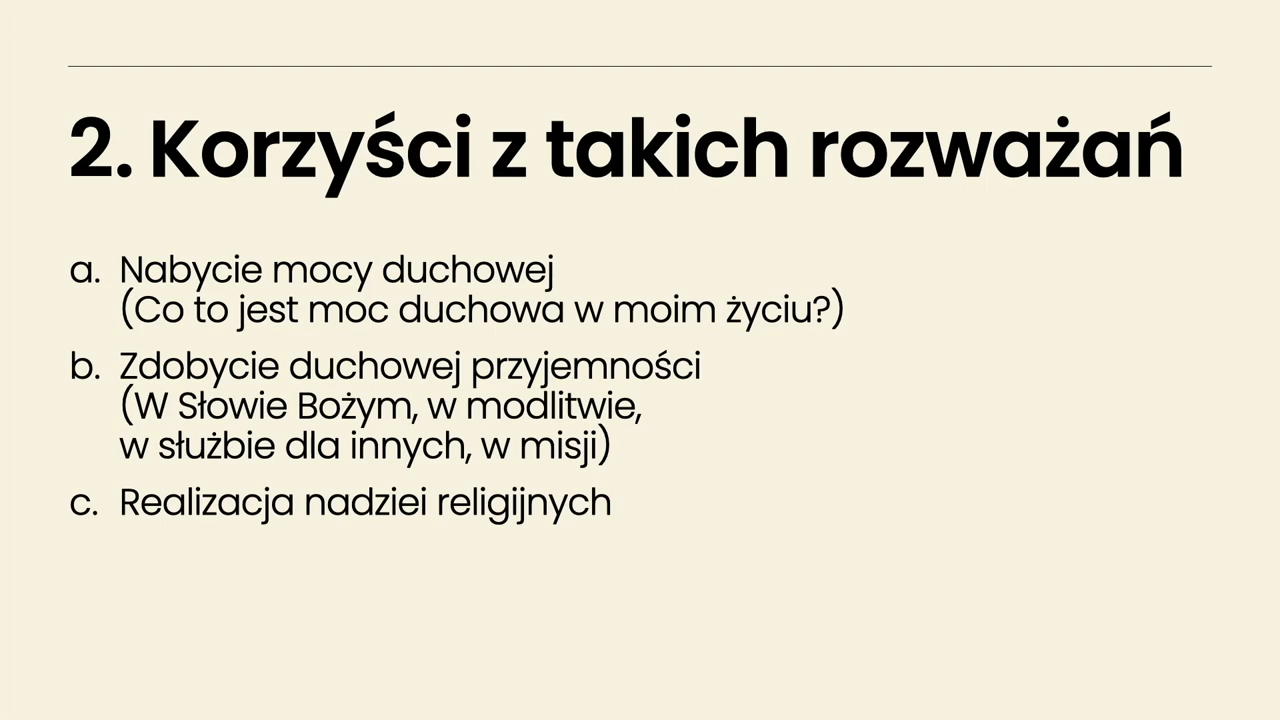 2. Korzyści z takich rozważań
a. Nabycie mocy duchowej
(Co to jest moc duchowa w moim życiu?)
b. Zdobycie duchowej przyjemności
(W Słowie Bożym, w modlitwie,
w służbie dla innych, w misji)
c. Realizacja nadziei religijnych